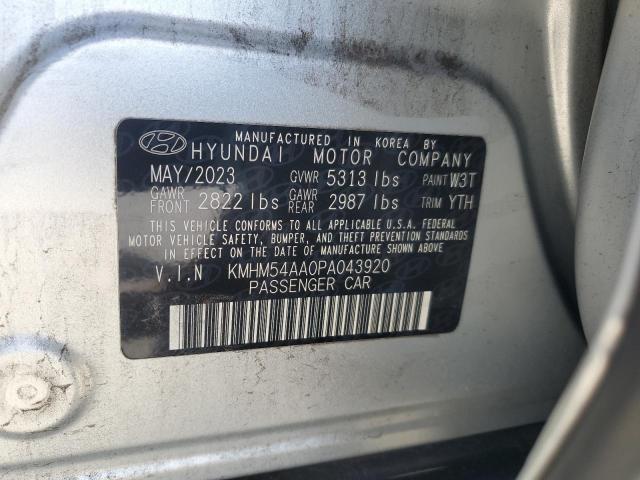 MANUFACTURED IN KOREA BY
HYUNDAI MOTOR COMPANY
MAY/2023 GVWR 5313 lbs PAINT W3T
GAWR FRONT 2822 lbs GAWR REAR 2987 lbs TRIM YTH
THIS VEHICLE CONFORMS TO ALL APPLICABLE U.S.A. FEDERAL
MOTOR VEHICLE SAFETY, BUMPER, AND THEFT PREVENTION STANDARDS
IN EFFECT ON THE DATE OF MANUFACTURE SHOWN ABOVE.
V.I.N KMHM54AA0PA043920
PASSENGER CAR